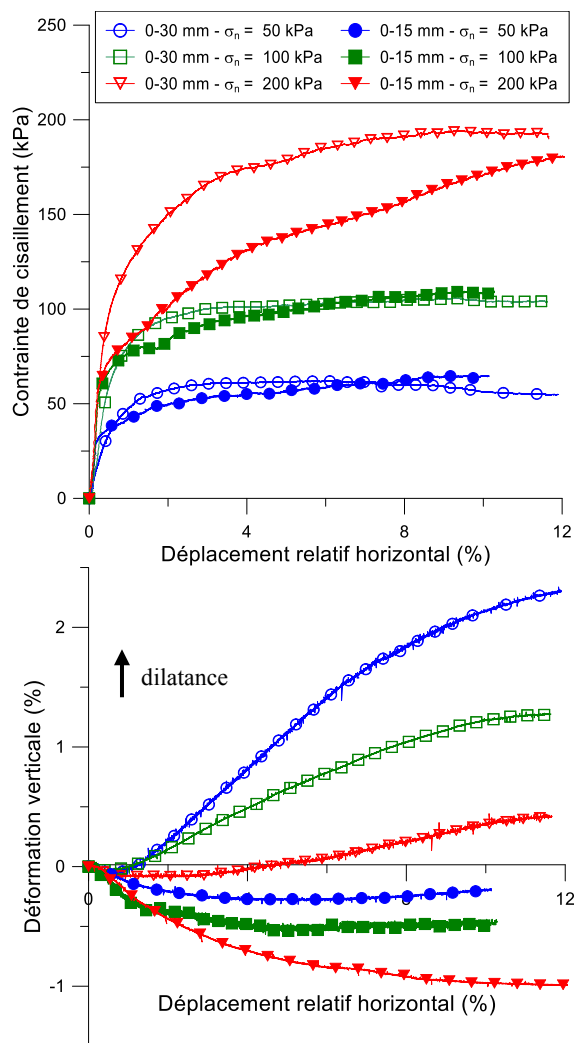 0-30 mm - σn = 50 kPa 0-15 mm - σn = 50 kPa
0-30 mm - σn = 100 kPa 0-15 mm - σn = 100 kPa
0-30 mm - σn = 200 kPa 0-15 mm - σn = 200 kPa
250
200
150
100
50
0
Contrainte de cisaillement (kPa)
0 4 8 12
Déplacement relatif horizontal (%)
2
1
0
-1
Déformation verticale (%)
dilatance
0 12
Déplacement relatif horizontal (%)